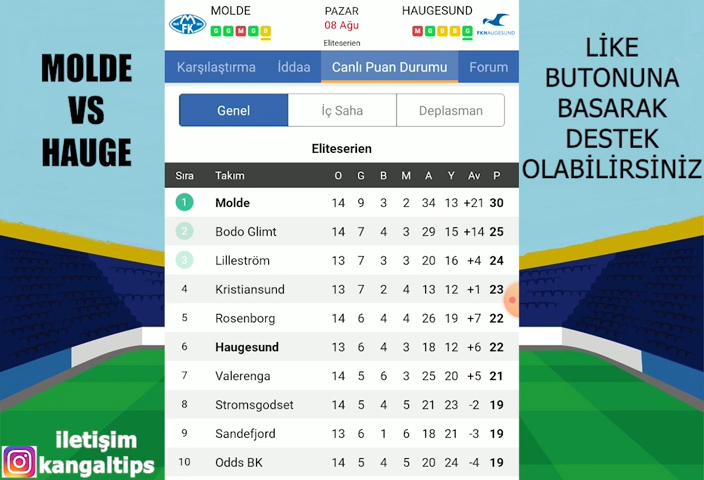 MOLDE
VS
HAUGE
MOLDE
G G M G B
PAZAR
08 Ağu
Eliteserien
HAUGESUND
M G B B G
FK HAUGESUND
Karşılaştırma İddaa Canlı Puan Durumu Forum
Genel İç Saha Deplasman
Eliteserien
Sıra Takım O G B M A Y Av P
1 Molde 14 9 3 2 34 13 +21 30
2 Bodo Glimt 14 7 4 3 29 15 +14 25
3 Lilleström 13 7 3 3 20 16 +4 24
4 Kristiansund 13 7 2 4 13 12 +1 23
5 Rosenborg 14 6 4 4 26 19 +7 22
6 Haugesund 13 6 4 3 18 12 +6 22
7 Valerenga 14 5 6 3 25 20 +5 21
8 Stromsgodset 14 5 4 5 21 23 -2 19
9 Sandefjord 13 6 1 6 18 21 -3 19
10 Odds BK 14 5 4 5 20 24 -4 19
LİKE
BUTONUNA
BASARAK
DESTEK
OLABİLİRSİNİZ
iletişim
kangaltips